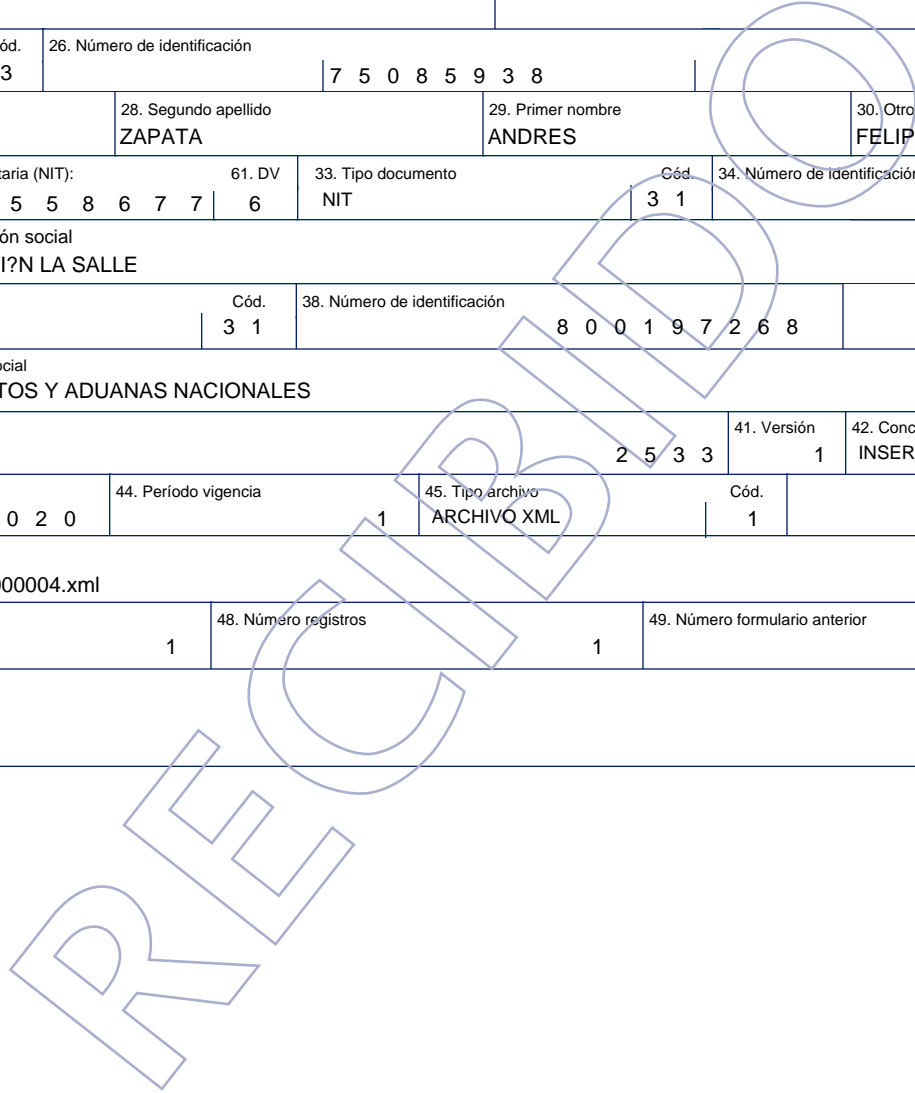 ód. 26. Número de identificación
3 7 5 0 8 5 9 3 8
28. Segundo apellido 29. Primer nombre 30. Otro
ZAPATA ANDRES FELIP
taria (NIT): 61. DV 33. Tipo documento Cód. 34. Número de identificación
5 5 8 6 7 7 6 NIT 3 1
ón social
I?N LA SALLE
Cód. 38. Número de identificación
3 1 8 0 0 1 9 7 2 6 8
ocial
TOS Y ADUANAS NACIONALES
41. Versión 42. Conc
2 5 3 3 1 INSER
44. Período vigencia 45. Tipo archivo Cód.
0 2 0 1 ARCHIVO XML 1
000004.xml
48. Número registros 49. Número formulario anterior
1 1
RECIBIDO